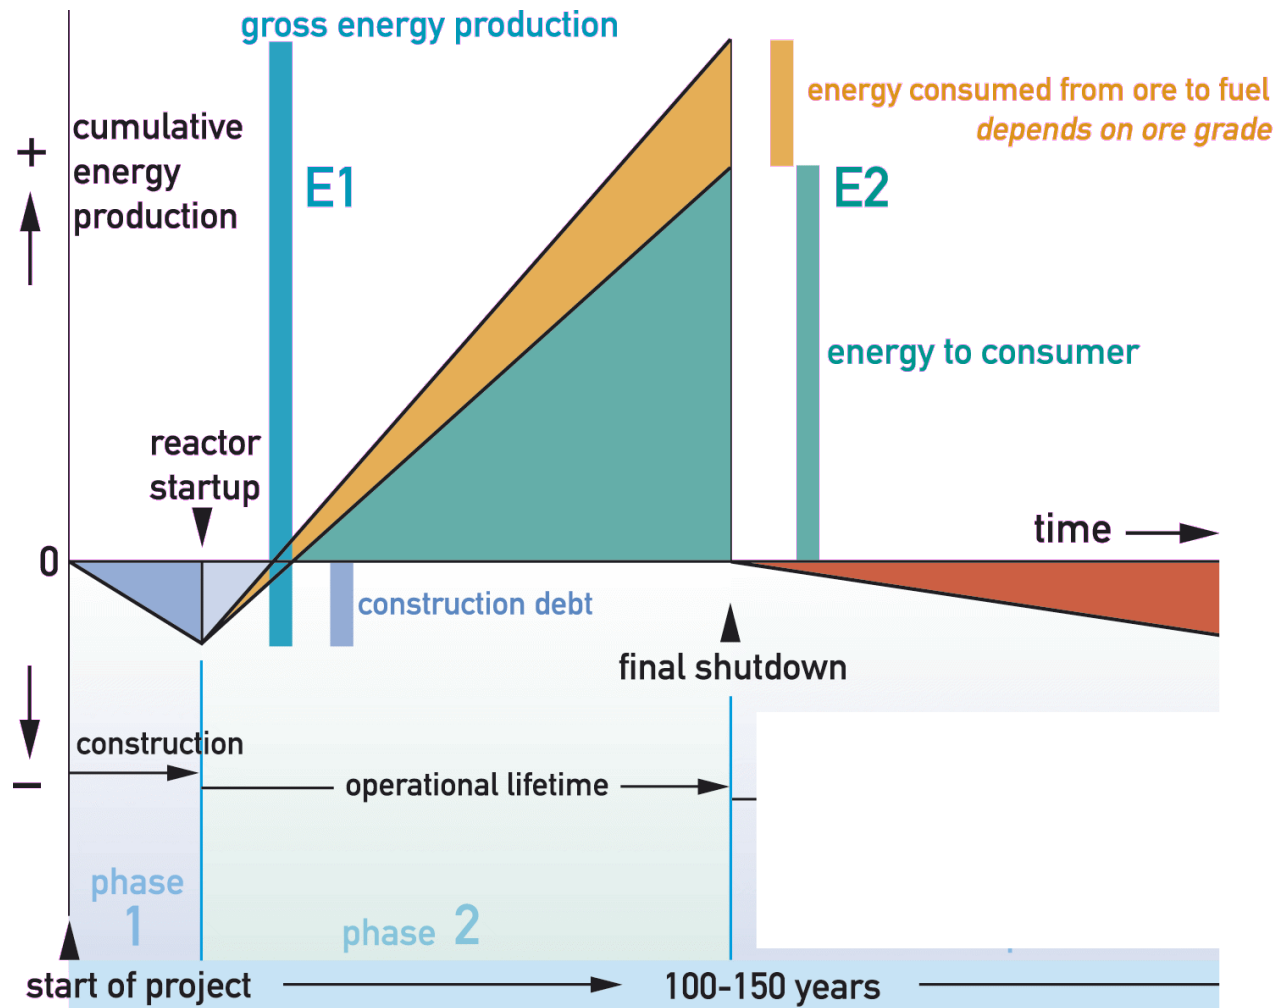 gross energy production
energy consumed from ore to fuel
depends on ore grade
+
cumulative
energy
production
E1
E2
energy to consumer
reactor
startup
time
0
construction debt
final shutdown
construction
−
operational lifetime
phase
1
phase 2
start of project
100-150 years